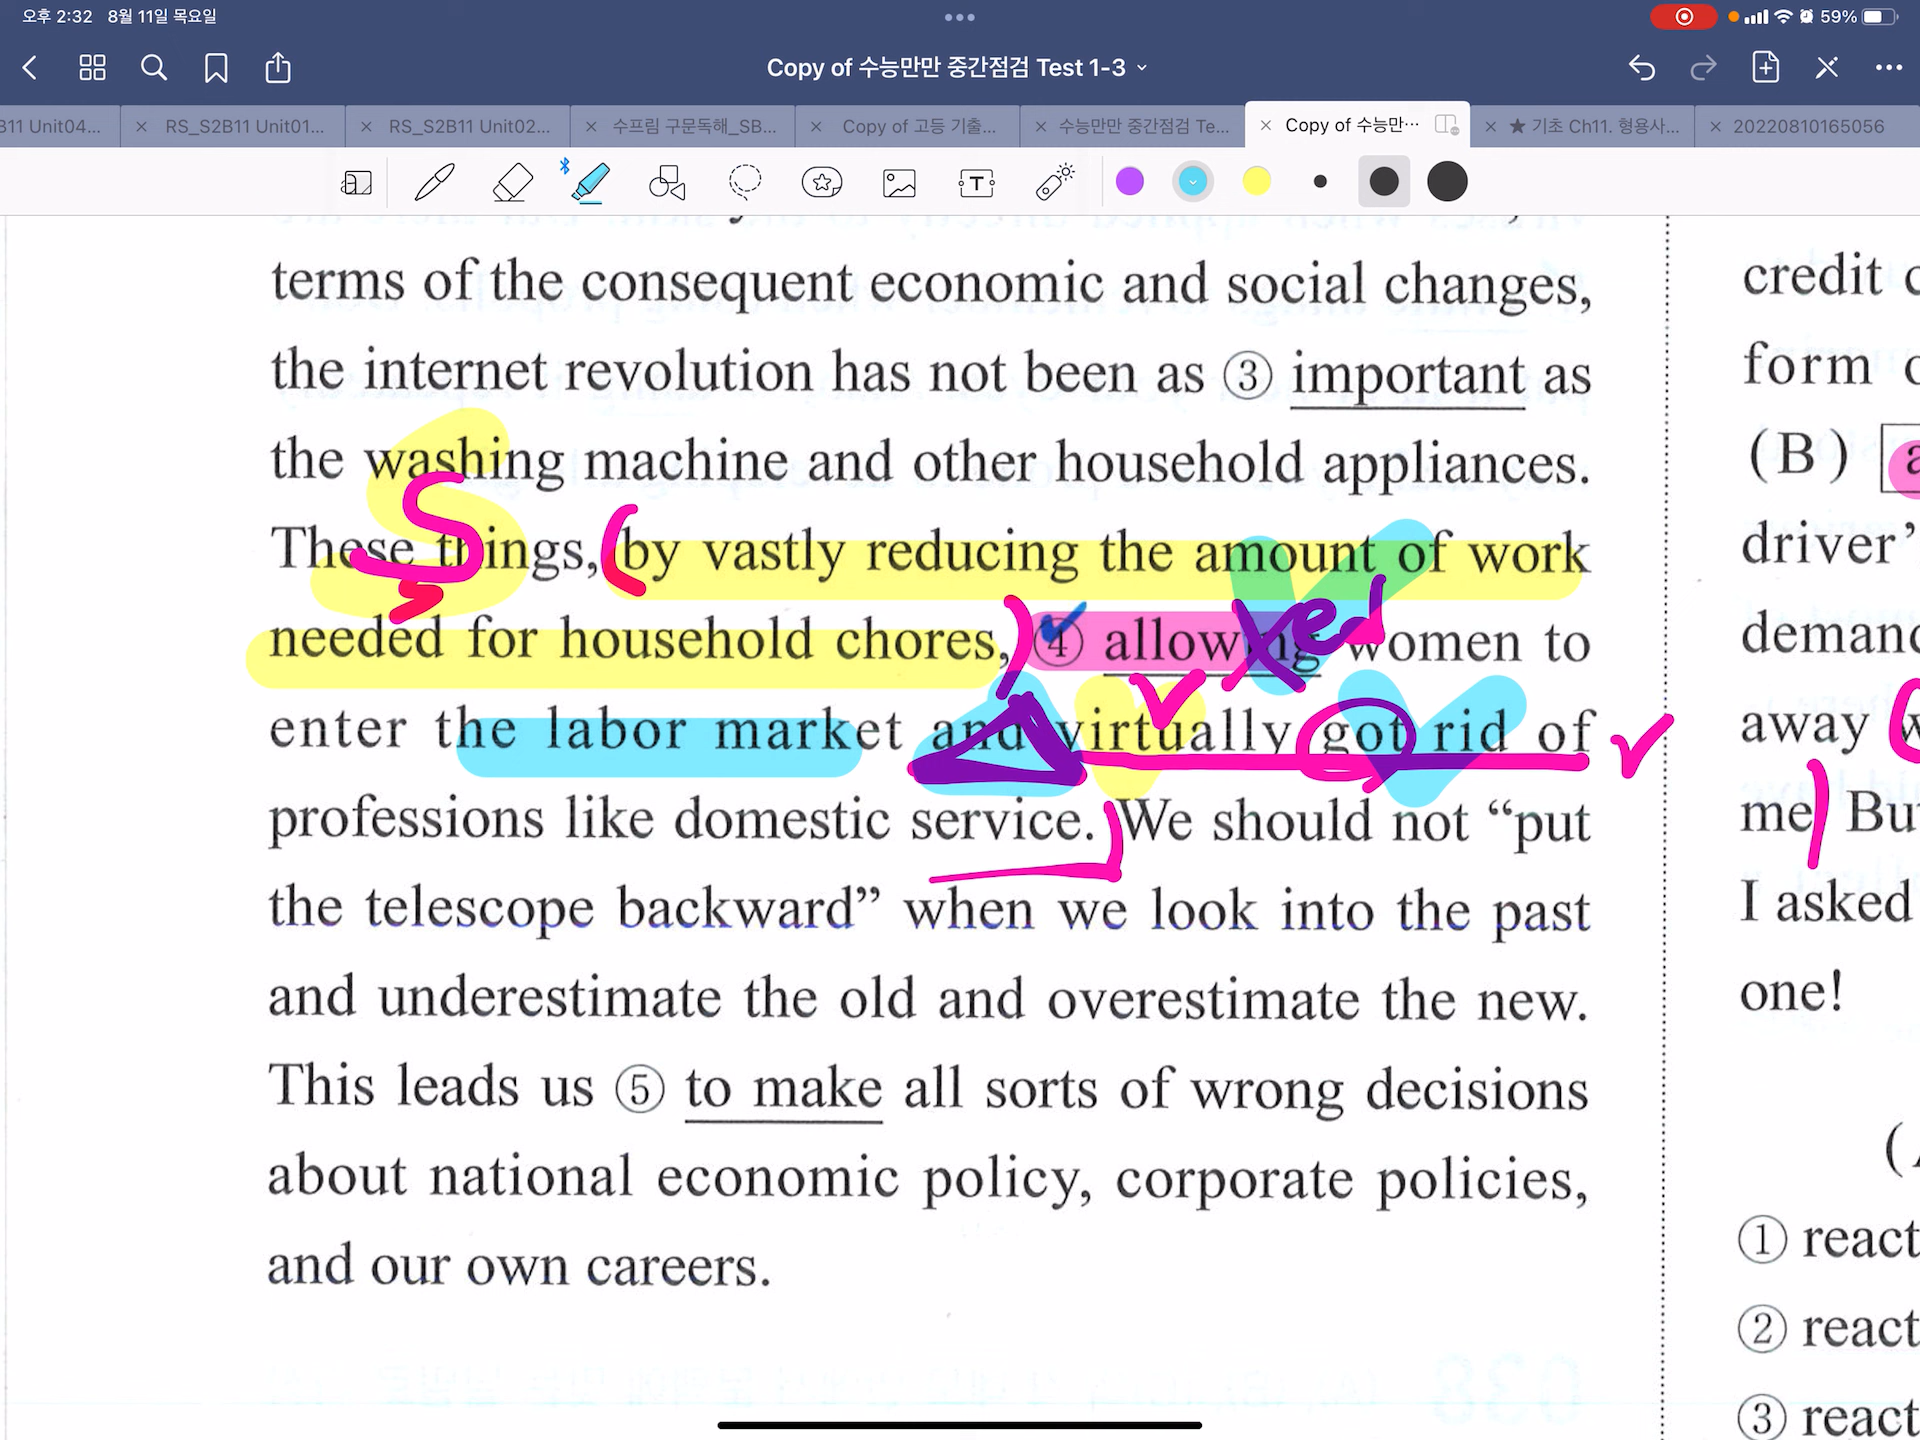 오후 2:32 8월 11일 목요일
59%
Copy of 수능만만 중간점검 Test 1-3
B11 Unit04...
RS_S2B11 Unit01...
RS_S2B11 Unit02...
수프림 구문독해_SB...
Copy of 고등 기출...
수능만만 중간점검 Te...
Copy of 수능만...
★ 기초 Ch11. 형용사...
20220810165056
terms of the consequent economic and social changes,
the internet revolution has not been as ③ important as
the washing machine and other household appliances.
These things, (by vastly reducing the amount of work
needed for household chores,) ④ allowing women to
ed
S
enter the labor market and virtually got rid of
professions like domestic service. We should not “put
the telescope backward” when we look into the past
and underestimate the old and overestimate the new.
This leads us ⑤ to make all sorts of wrong decisions
about national economic policy, corporate policies,
and our own careers.
credit c
form o
(B) a
driver’
demand
away w
me) Bu
I asked
one!
(A
① react
② react
③ react